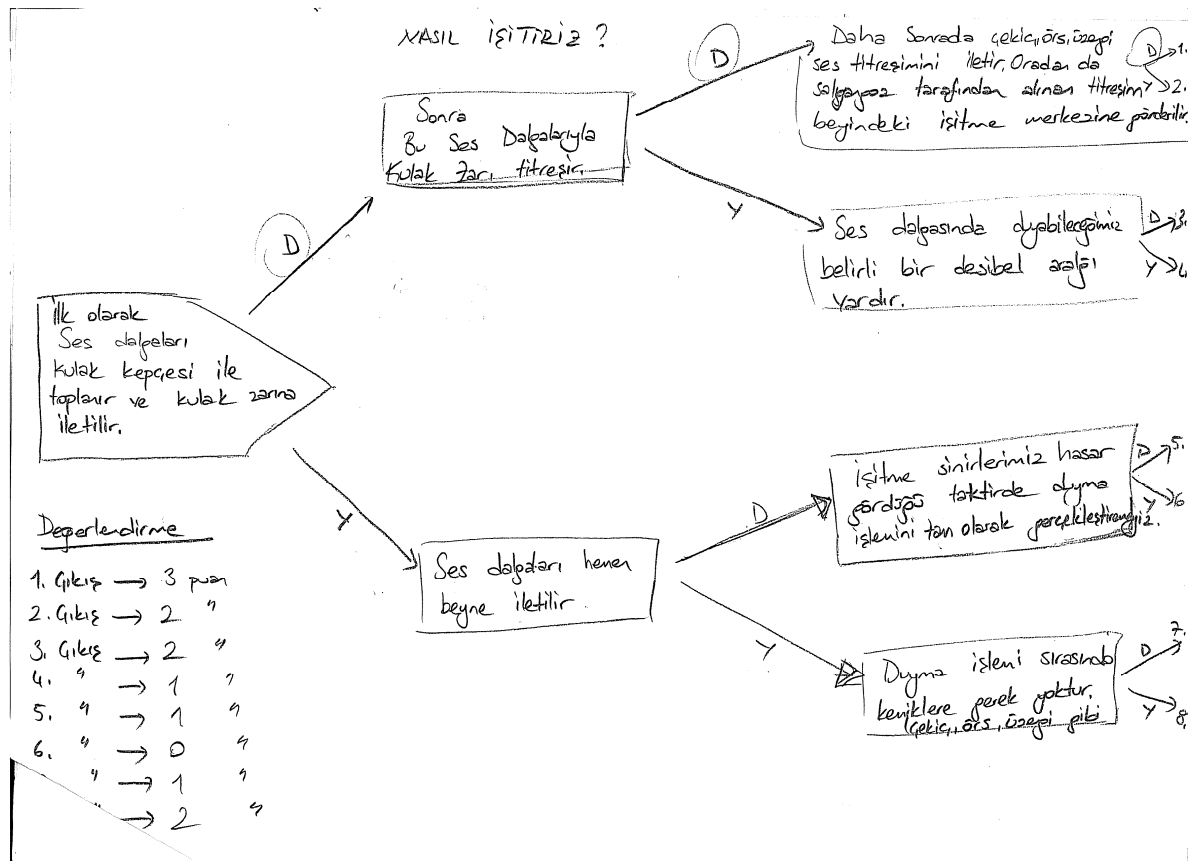 NASIL İŞİTİRİZ ?
İlk olarak
Ses dalgaları
kulak kepçesi ile
toplanır ve kulak zarına
iletilir.
D
Y
Sonra
Bu Ses Dalgalarıyla
Kulak Zarı titreşir.
D
Y
Daha Sonrada çekiç, örs, üzengi
ses titreşimini iletir. Oradan da
salyangoz tarafından alınan titreşim
beyindeki işitme merkezine gönderilir.
D 1.
Y 2.
Ses dalgasında duyabileceğimiz
belirli bir desibel aralığı
vardır.
D 3.
Y 4.
Ses dalgaları hemen
beyne iletilir.
D
Y
İşitme sinirlerimiz hasar
gördüğü taktirde duyma
işlemini tam olarak gerçekleştiremeyiz.
D 5.
Y 6
Duyma işlemi sırasında
kemiklere gerek yoktur.
(çekiç, örs, üzengi gibi
D 7.
Y 8.
Değerlendirme
1. Çıkış → 3 puan
2. Çıkış → 2 "
3. Çıkış → 2 "
4. " → 1 "
5. " → 1 "
6. " → 0 "
" → 1 "
" → 2 "